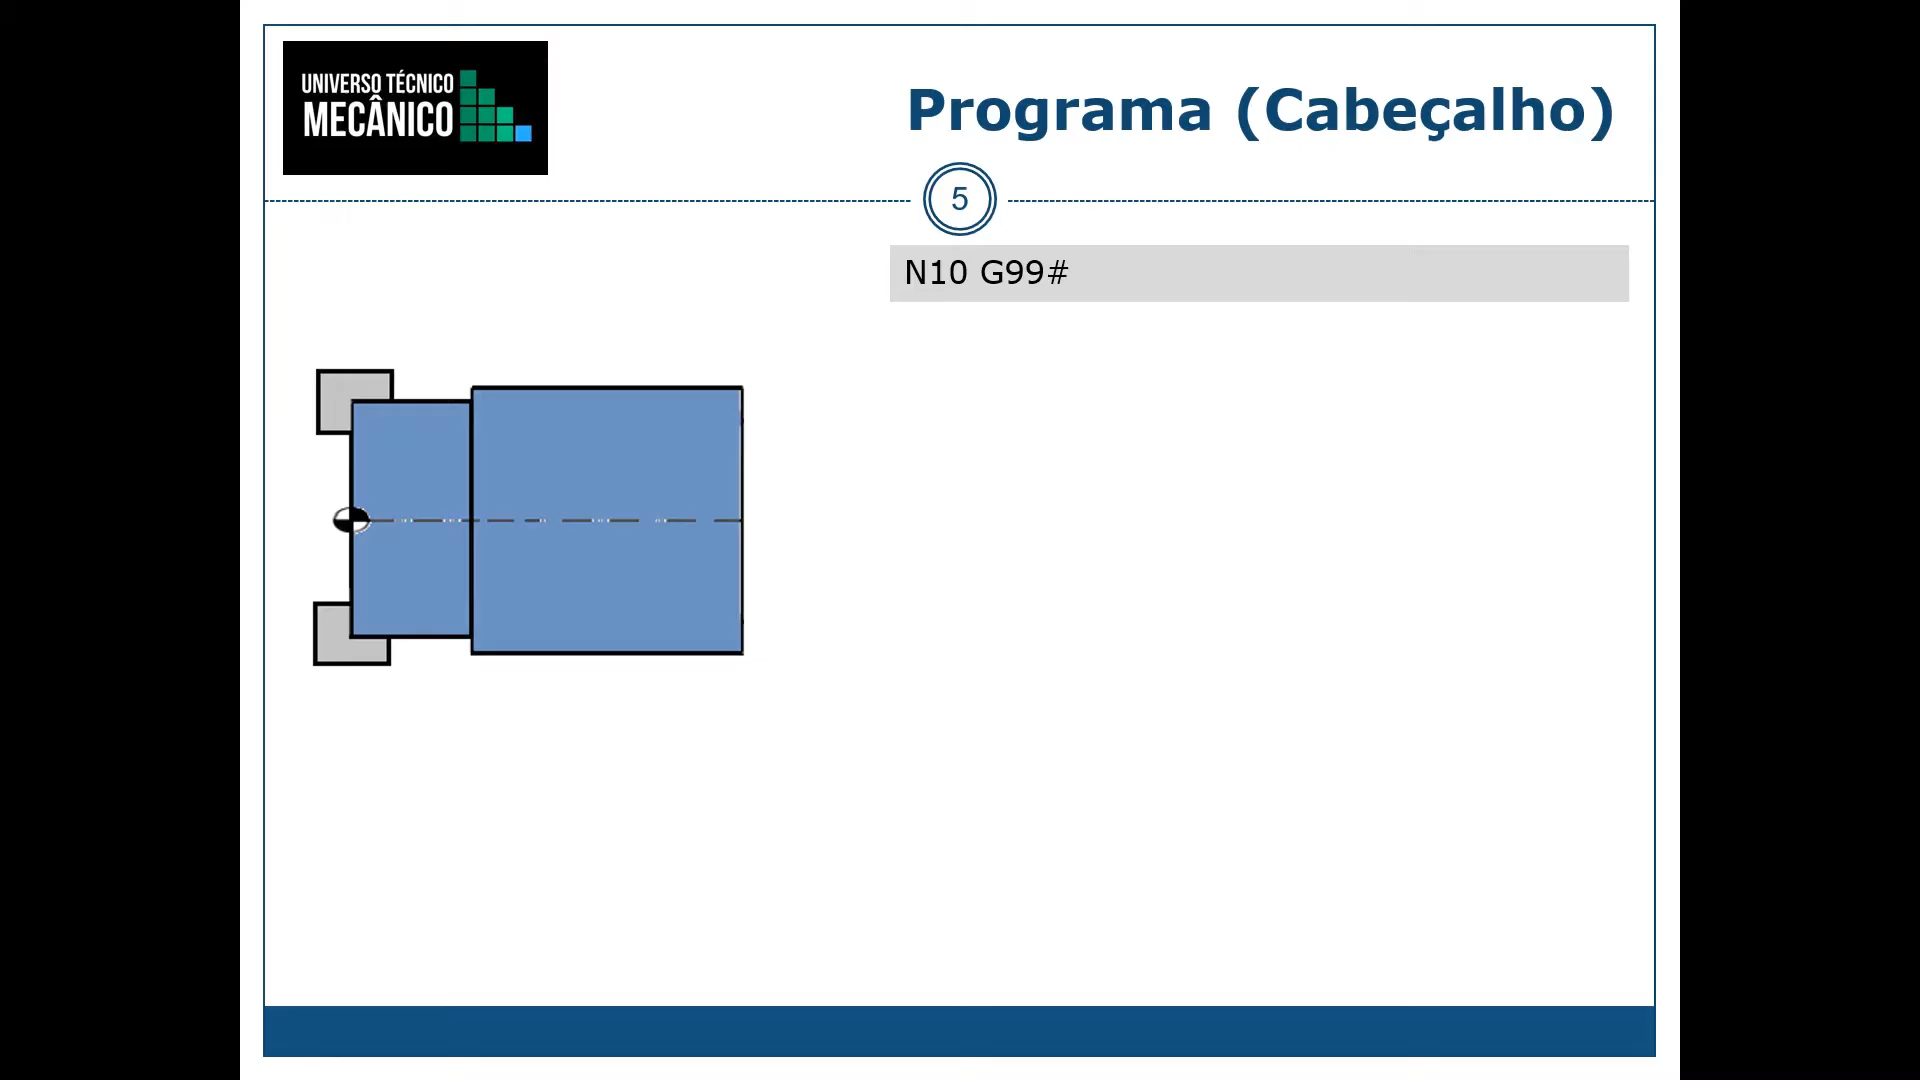 UNIVERSO TÉCNICO
MECÂNICO
Programa (Cabeçalho)
5
N10 G99#